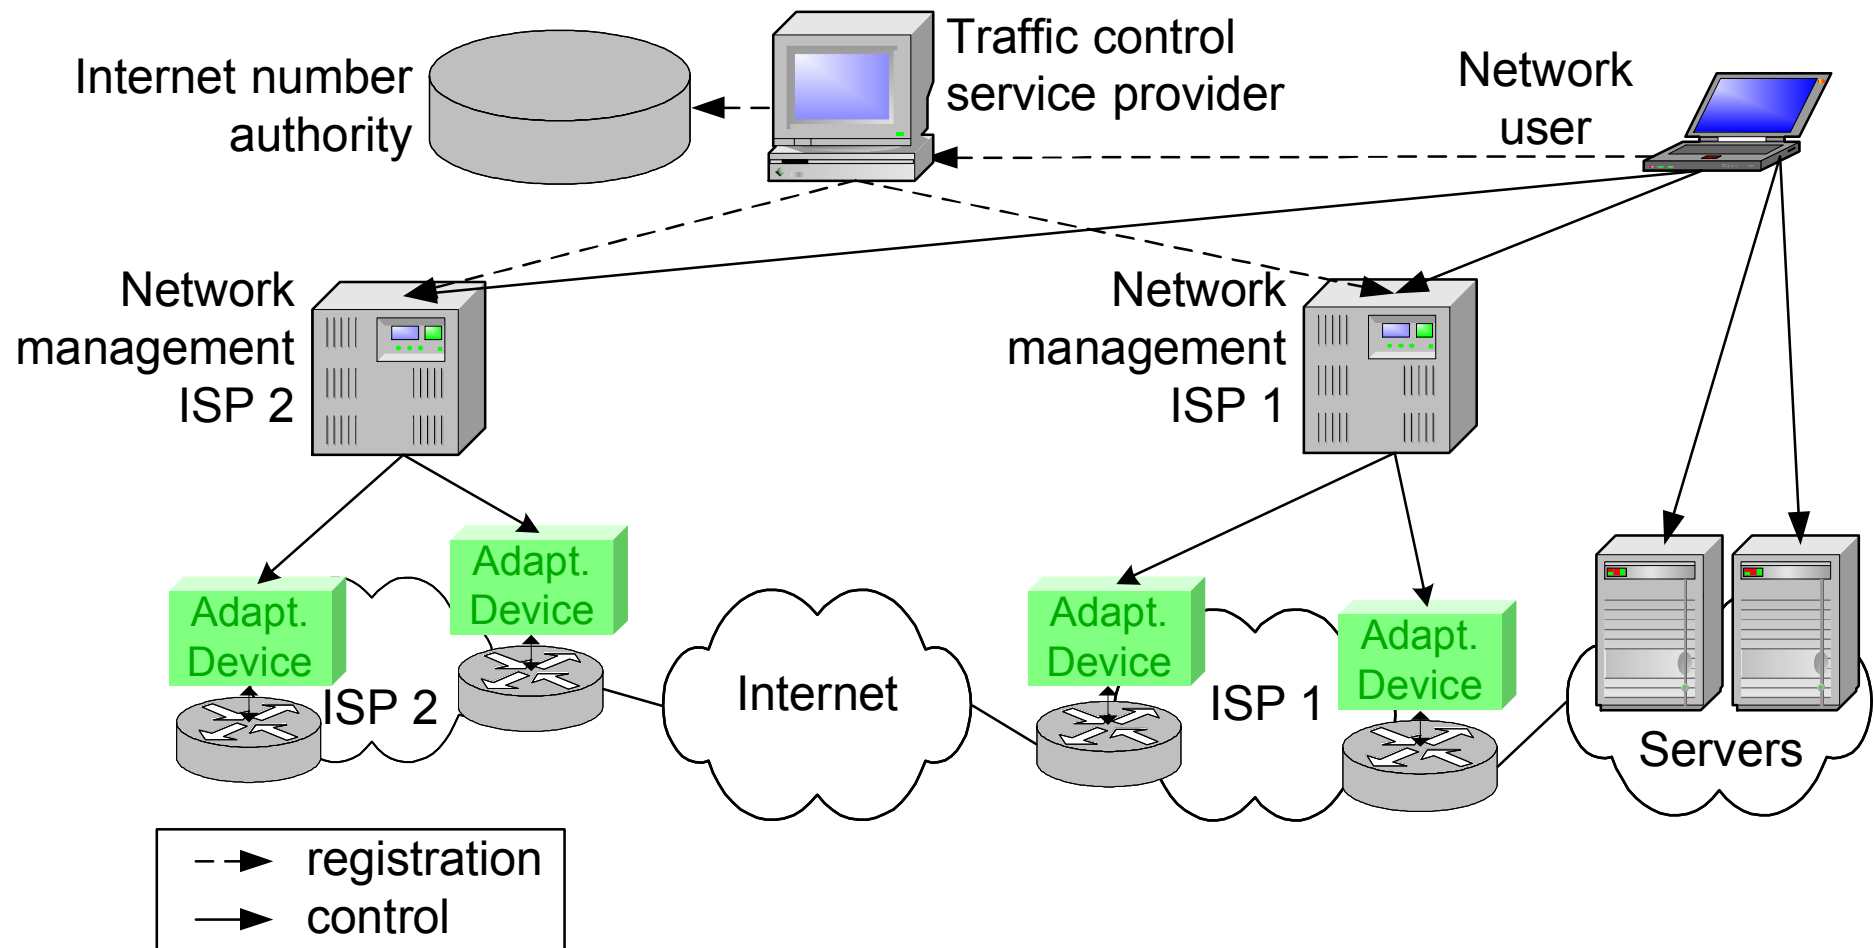 Internet number
authority
Traffic control
service provider
Network
user
Network
management
ISP 2
Network
management
ISP 1
Adapt.
Device
Adapt.
Device
ISP 2
Internet
Adapt.
Device
ISP 1
Adapt.
Device
Servers
registration
control